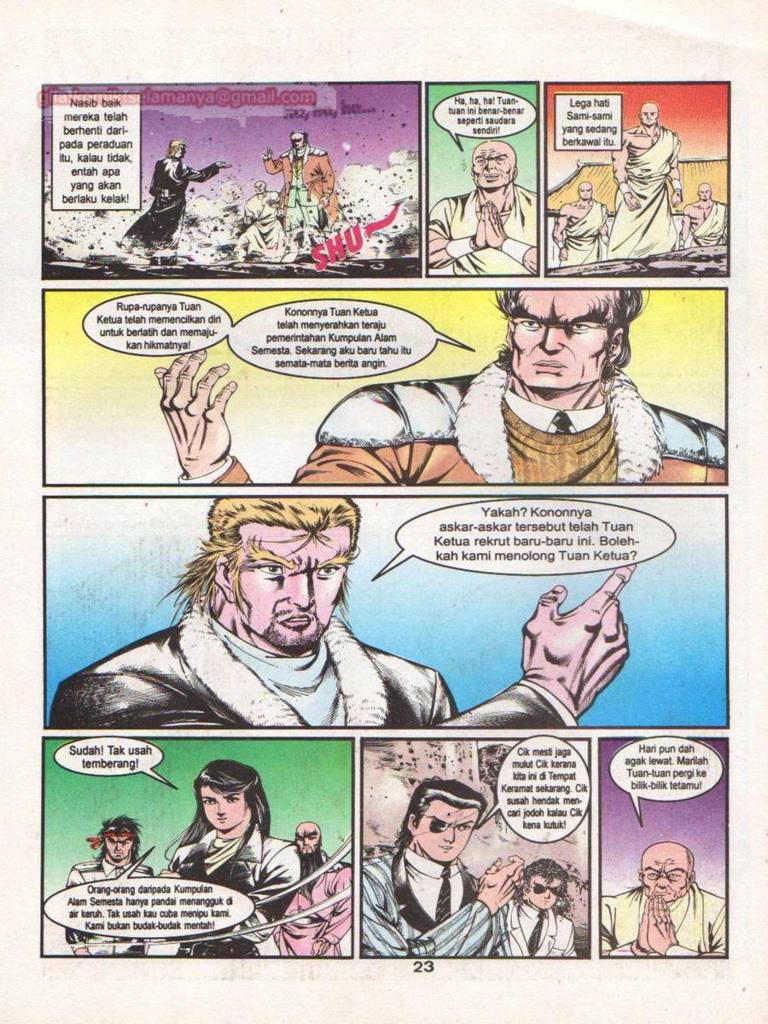 Nasib baik
mereka telah
berhenti dari-
pada peraduan
itu, kalau tidak,
entah apa
yang akan
berlaku kelak!
SHU~
Ha, ha, ha! Tuan-
tuan ini benar-benar
seperti saudara
sendiri!
Lega hati
Sami-sami
yang sedang
berkawal itu.
Rupa-rupanya Tuan
Ketua telah memencilkan diri
untuk berlatih dan memaju-
kan hikmatnya!
Kononnya Tuan Ketua
telah menyerahkan teraju
pemerintahan Kumpulan Alam
Semesta. Sekarang aku baru tahu itu
semata-mata berita angin.
Yakah? Kononnya
askar-askar tersebut telah Tuan
Ketua rekrut baru-baru ini. Boleh-
kah kami menolong Tuan Ketua?
Sudah! Tak usah
temberang!
Orang-orang daripada Kumpulan
Alam Semesta hanya pandai menangguk di
air keruh. Tak usah kau cuba menipu kami.
Kami bukan budak-budak mentah!
Cik mesti jaga
mulut Cik kerana
kita ini di Tempat
Keramat sekarang. Cik
susah hendak men-
cari jodoh kalau Cik
kena kutuk!
Hari pun dah
agak lewat. Marilah
Tuan-tuan pergi ke
bilik-bilik tetamu!
23